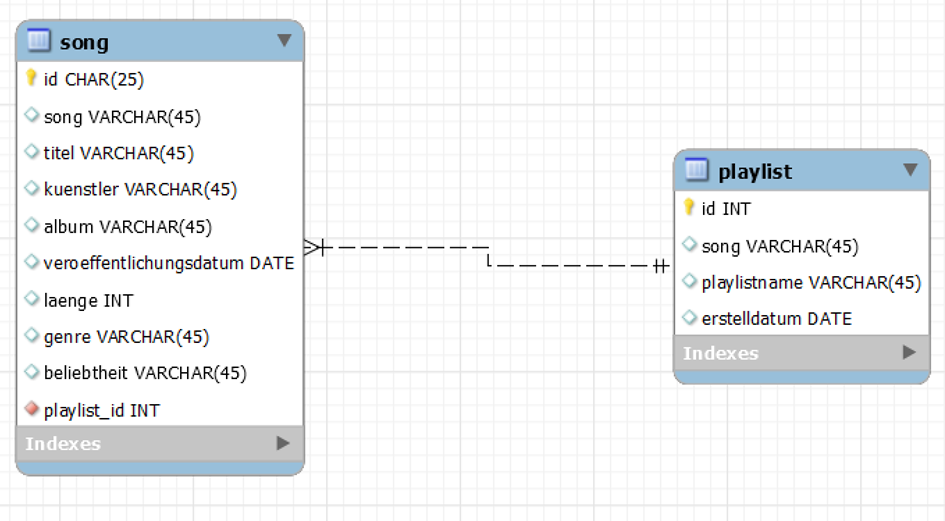 song
id CHAR(25)
song VARCHAR(45)
titel VARCHAR(45)
kuenstler VARCHAR(45)
album VARCHAR(45)
veroeffentlichungsdatum DATE
laenge INT
genre VARCHAR(45)
beliebtheit VARCHAR(45)
playlist_id INT
Indexes
playlist
id INT
song VARCHAR(45)
playlistname VARCHAR(45)
erstelldatum DATE
Indexes